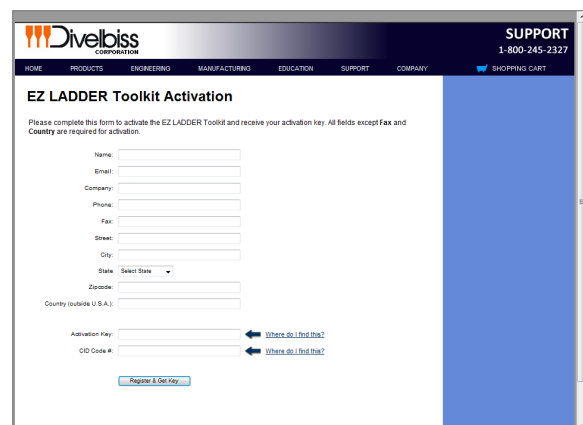 Divelbiss
CORPORATION
SUPPORT
1-800-245-2327
HOME PRODUCTS ENGINEERING MANUFACTURING EDUCATION SUPPORT COMPANY SHOPPING CART
EZ LADDER Toolkit Activation
Please complete this form to activate the EZ LADDER Toolkit and receive your activation key. All fields except Fax and
Country are required for activation.
Name:
Email:
Company:
Phone:
Fax:
Street:
City:
State Select State
Zipcode:
Country (outside U.S.A.):
Activation Key: Where do I find this?
CID Code #: Where do I find this?
Register & Get Key